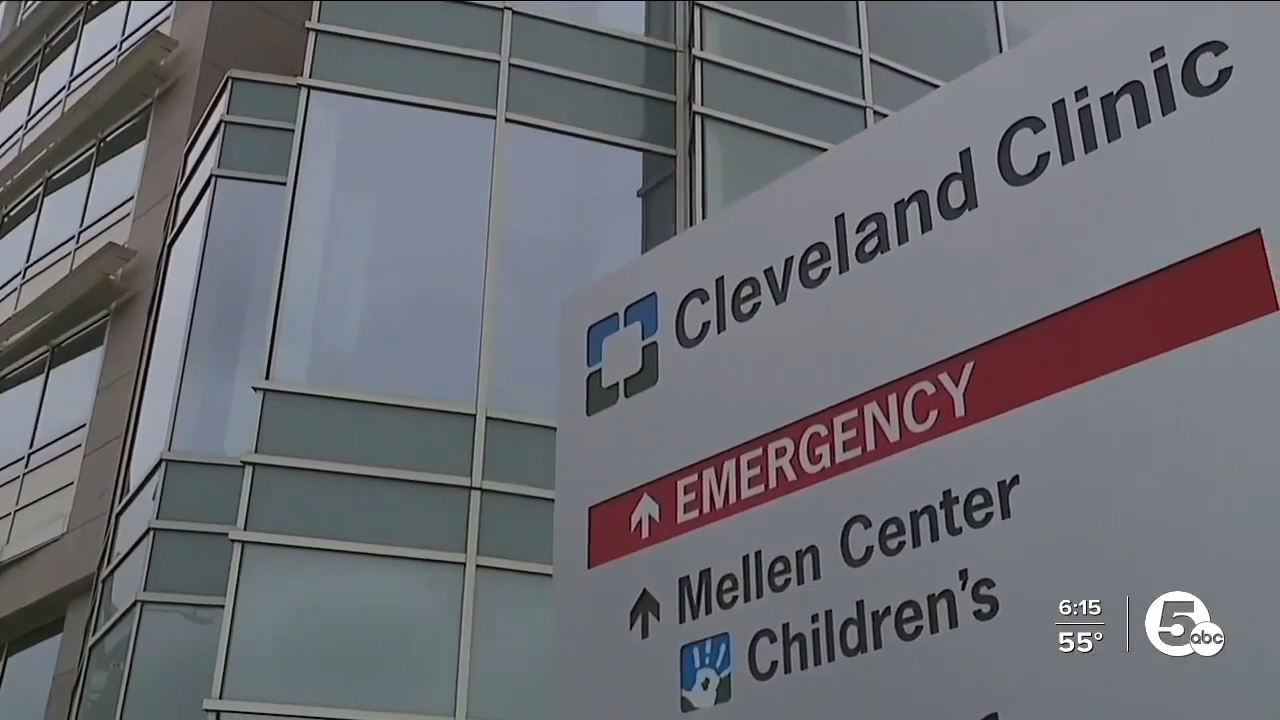 Cleveland Clinic
EMERGENCY
Mellen Center
Children's
6:15
55°
5
abc